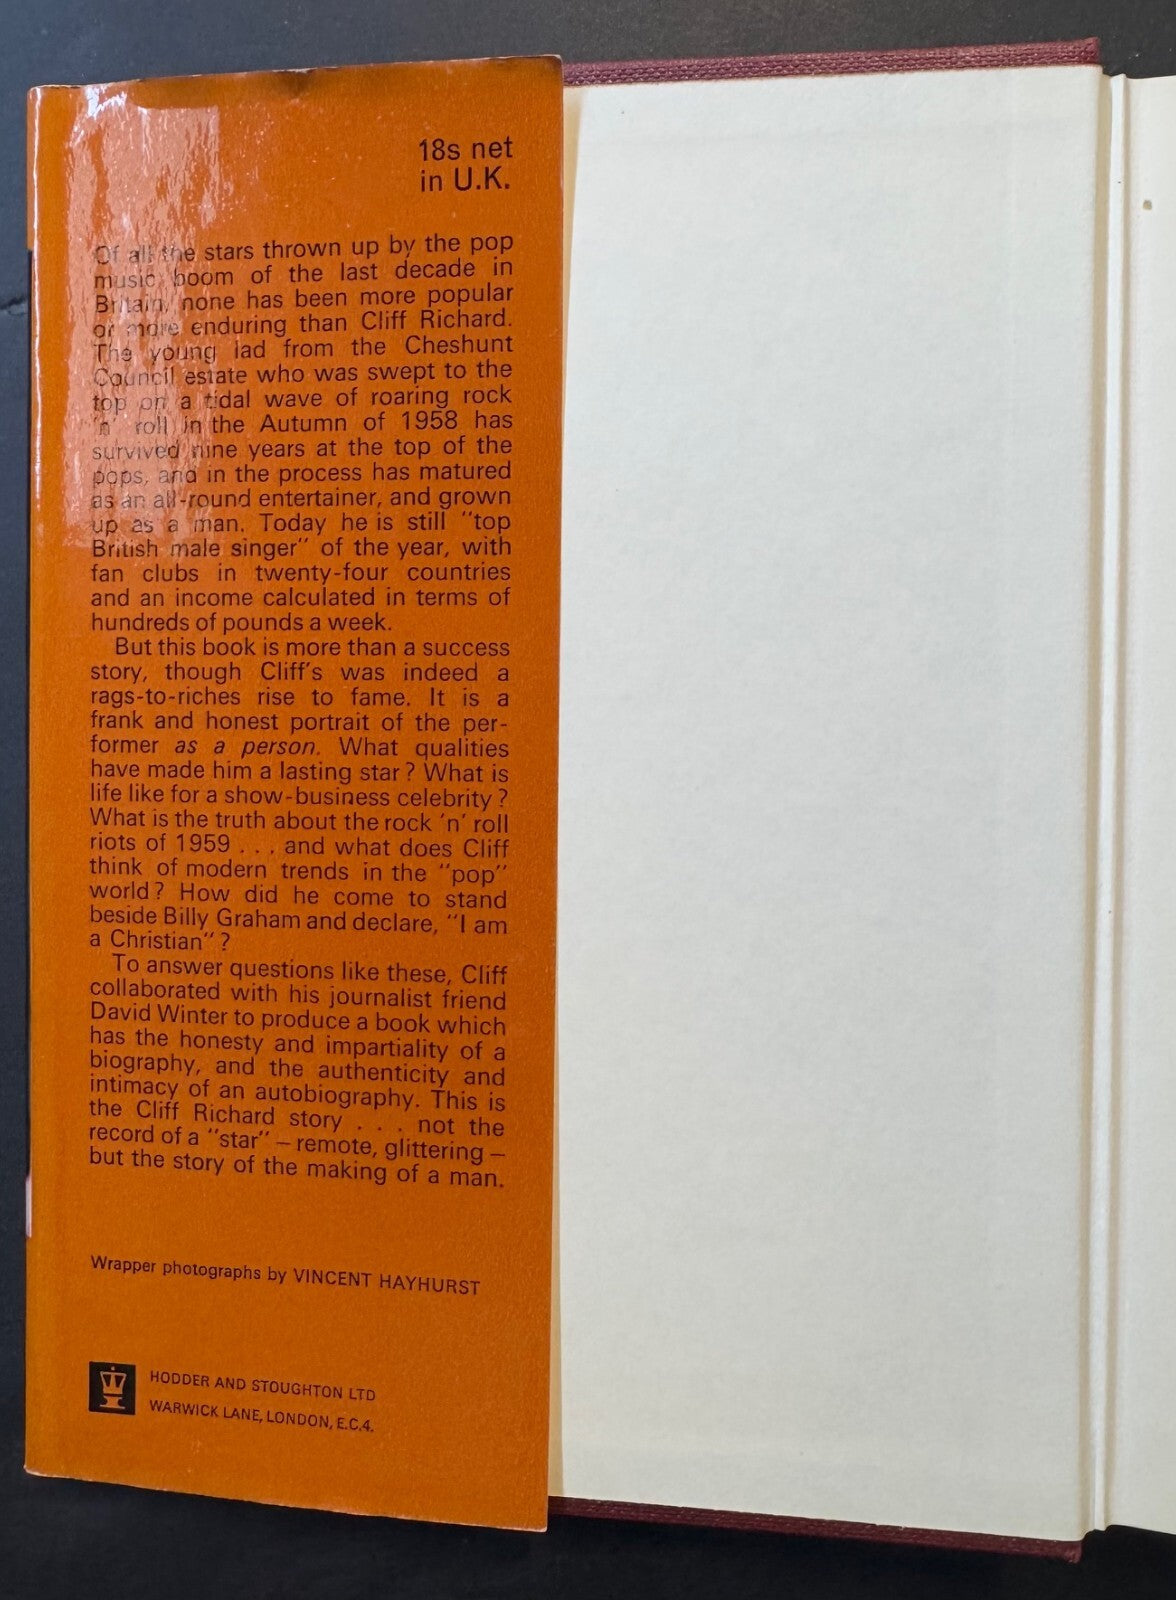 18s net
in U.K.
Of all the stars thrown up by the pop
music boom of the last decade in
Britain, none has been more popular
or more enduring than Cliff Richard.
The young lad from the Cheshunt
Council estate who was swept to the
top on a tidal wave of roaring rock
'n' roll in the Autumn of 1958 has
survived nine years at the top of the
pops, and in the process has matured
as an all-round entertainer, and grown
up as a man. Today he is still "top
British male singer" of the year, with
fan clubs in twenty-four countries
and an income calculated in terms of
hundreds of pounds a week.
But this book is more than a success
story, though Cliff's was indeed a
rags-to-riches rise to fame. It is a
frank and honest portrait of the per-
former as a person. What qualities
have made him a lasting star? What is
life like for a show-business celebrity?
What is the truth about the rock 'n' roll
riots of 1959 . . . and what does Cliff
think of modern trends in the "pop"
world? How did he come to stand
beside Billy Graham and declare, "I am
a Christian"?
To answer questions like these, Cliff
collaborated with his journalist friend
David Winter to produce a book which
has the honesty and impartiality of a
biography, and the authenticity and
intimacy of an autobiography. This is
the Cliff Richard story . . . not the
record of a "star" – remote, glittering –
but the story of the making of a man.
Wrapper photographs by VINCENT HAYHURST
HODDER AND STOUGHTON LTD
WARWICK LANE, LONDON, E.C.4.